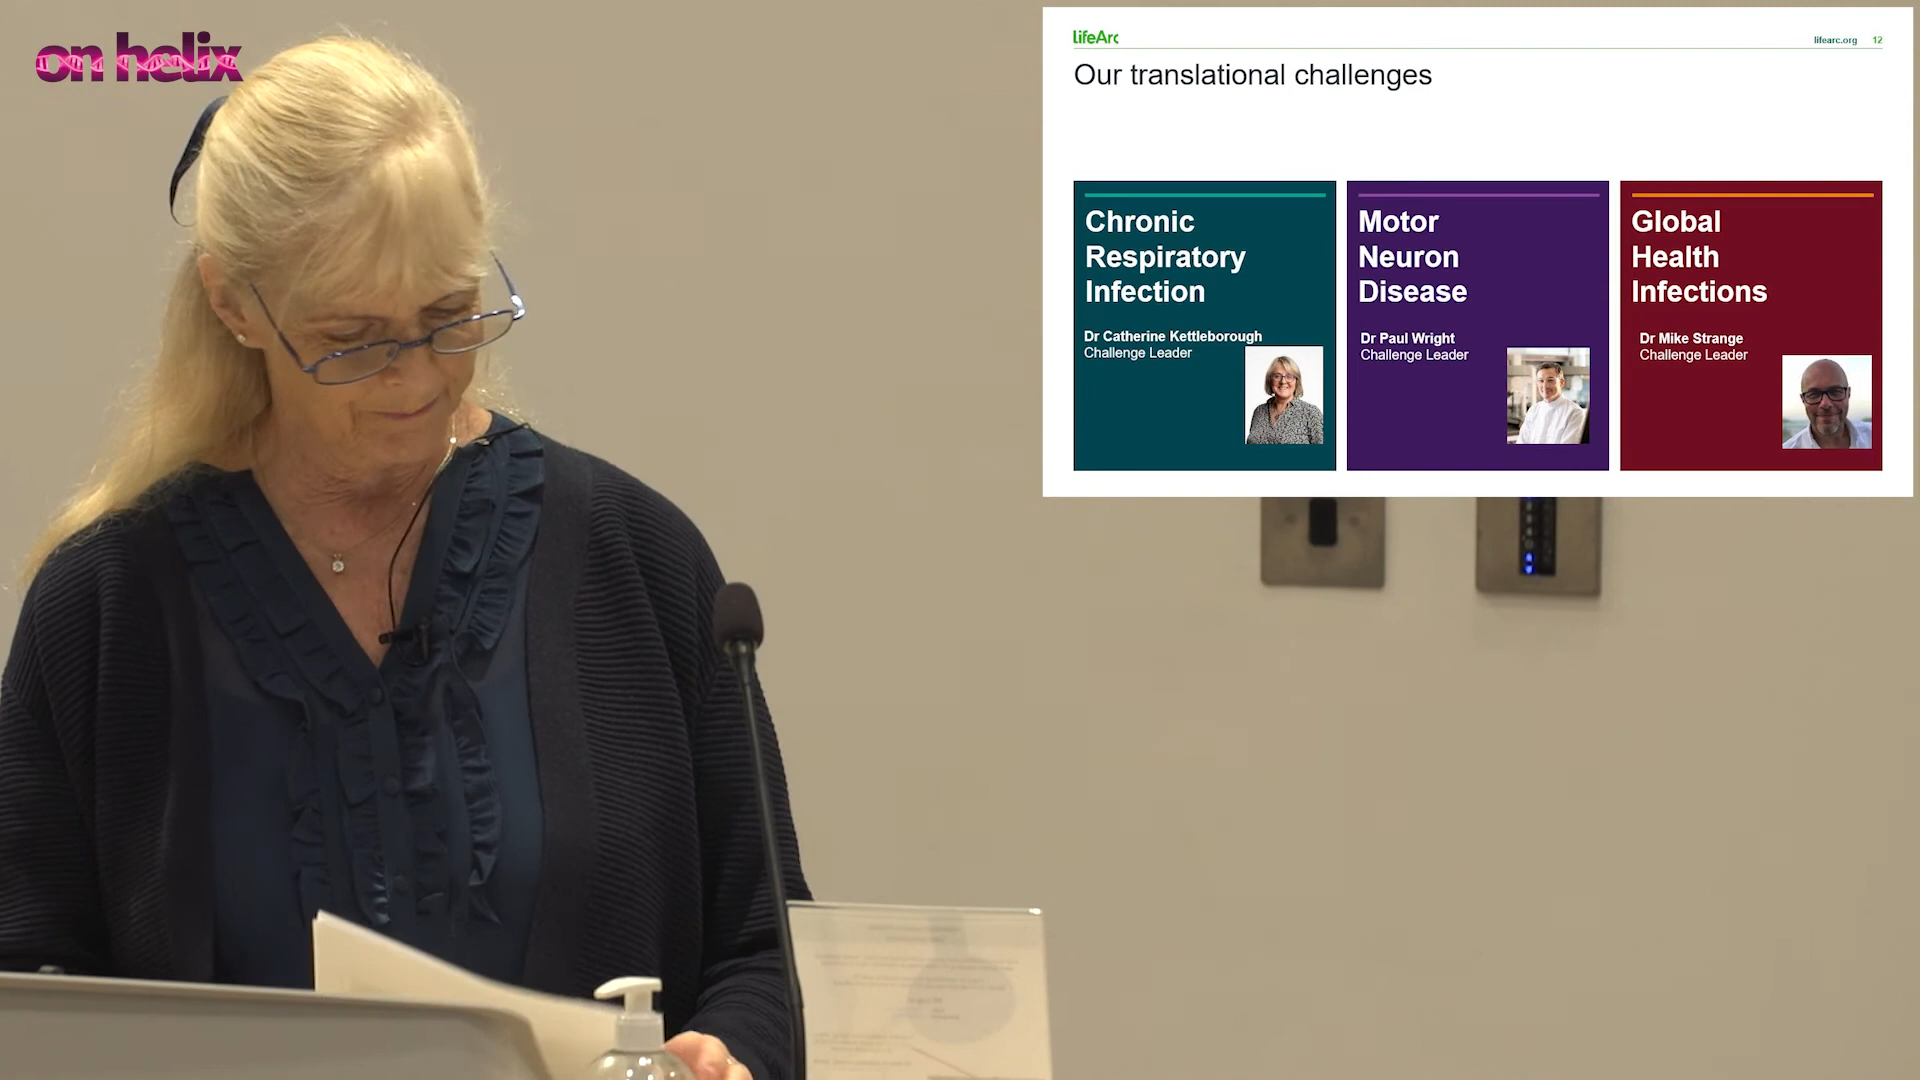 on helix
lifeArc
lifearc.org 12
Our translational challenges
Chronic
Respiratory
Infection
Dr Catherine Kettleborough
Challenge Leader
Motor
Neuron
Disease
Dr Paul Wright
Challenge Leader
Global
Health
Infections
Dr Mike Strange
Challenge Leader